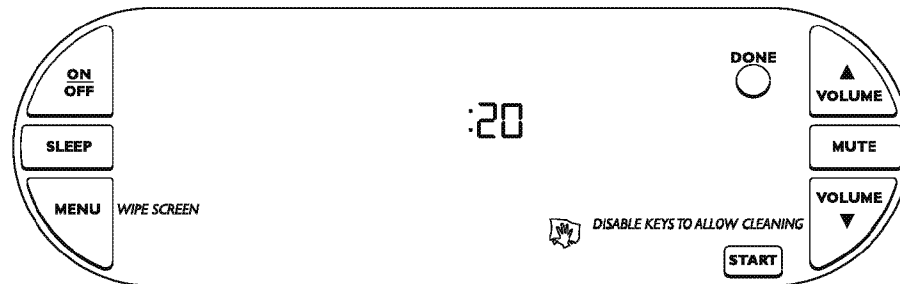 ON
OFF
SLEEP
MENU
WIPE SCREEN
:20
DONE
VOLUME
MUTE
VOLUME
DISABLE KEYS TO ALLOW CLEANING
START